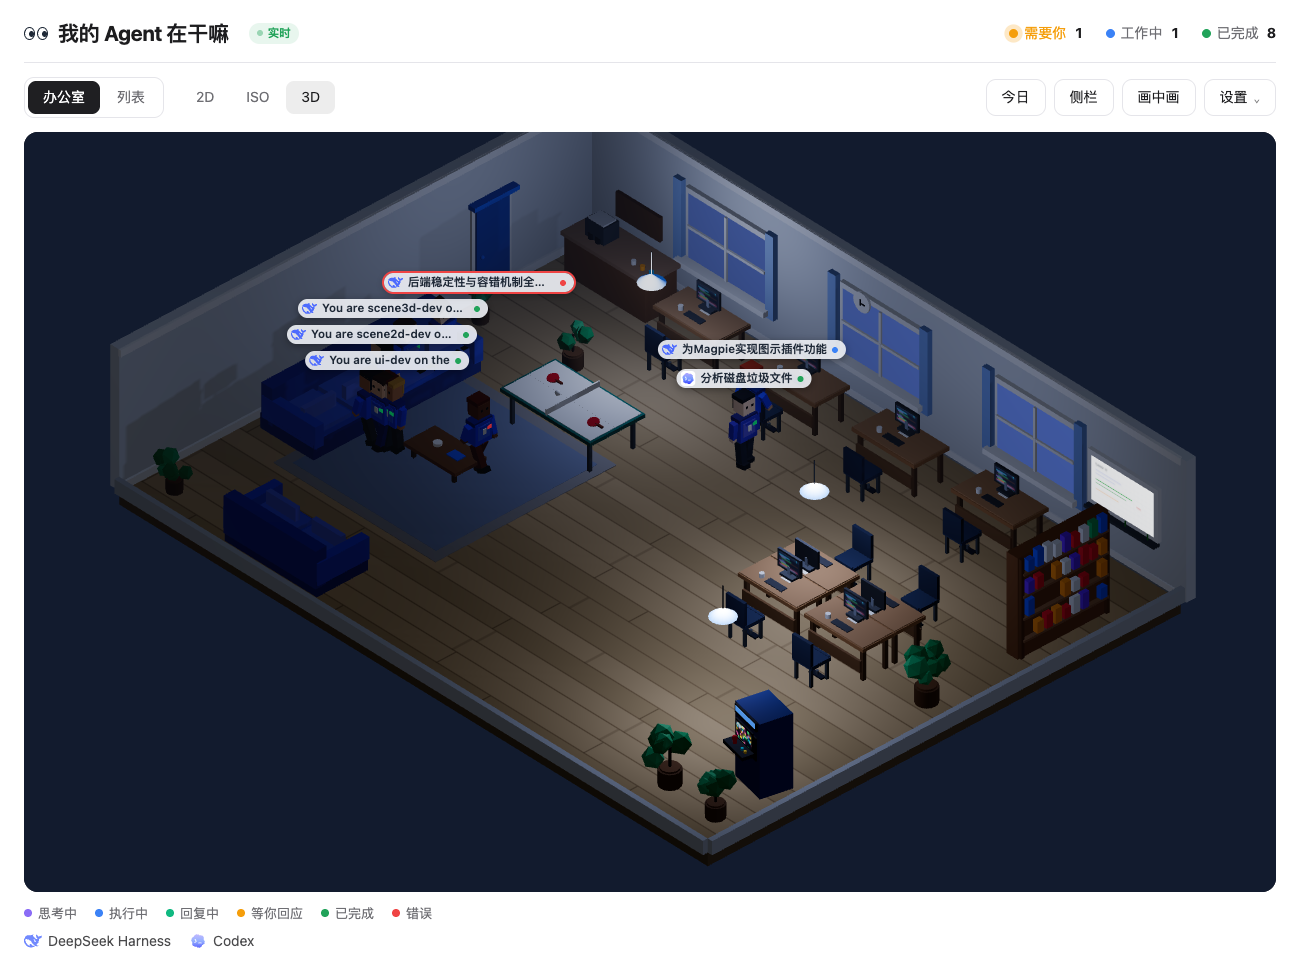 我的 Agent 在干嘛
实时
需要你 1
工作中 1
已完成 8
办公室
列表
2D
ISO
3D
今日
侧栏
画中画
设置
后端稳定性与容错机制全...
You are scene3d-dev o...
You are scene2d-dev o...
You are ui-dev on the
为Magpie实现图示插件功能
分析磁盘垃圾文件
思考中
执行中
回复中
等你回应
已完成
错误
DeepSeek Harness
Codex